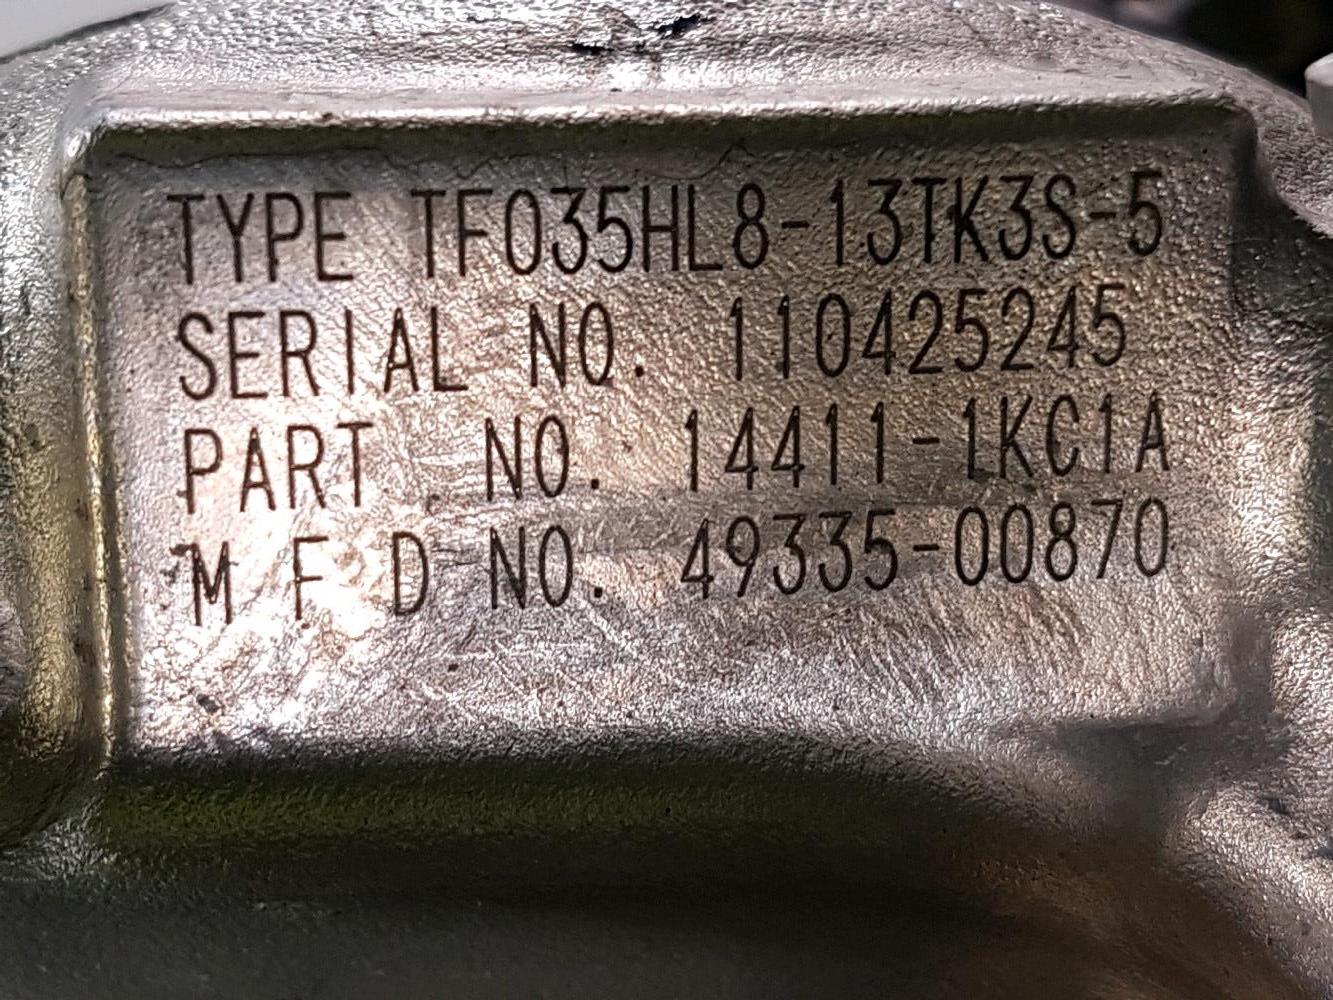 TYPE TF035HL8-13TK3S-5
SERIAL NO. 110425245
PART NO. 14411-1KC1A
M F D NO. 49335-00870